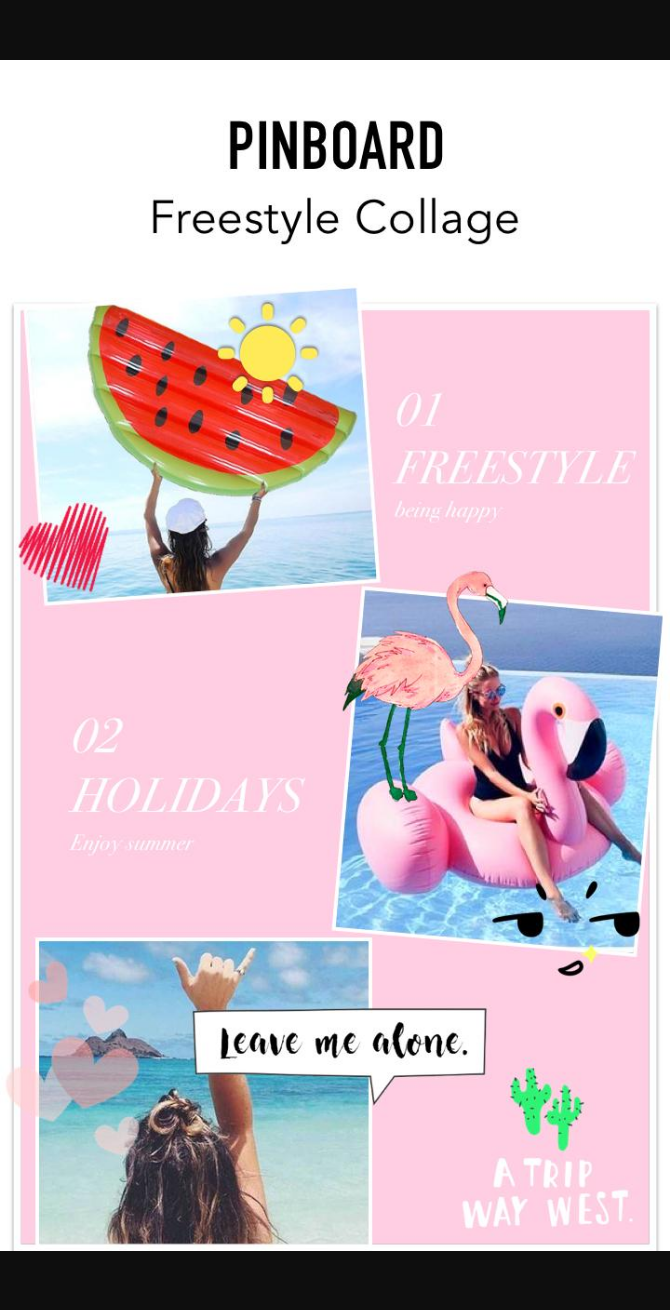 PINBOARD
Freestyle Collage
01
FREESTYLE
being happy
02
HOLIDAYS
Enjoy summer
Leave me alone.
A TRIP
WAY WEST.